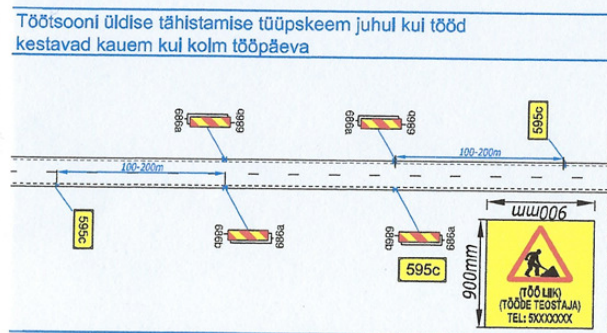 Töötsooni üldise tähistamise tüüpskeem juhul kui tööd
kestavad kauem kui kolm tööpäeva
686a
686b
686a
686b
595c
100-200m
100-200m
595c
686b
686a
686b
686a
595c
900mm
900mm
(TÖÖ LIIK)
(TÖÖDE TEOSTAJA)
TEL: 5XXXXXXX